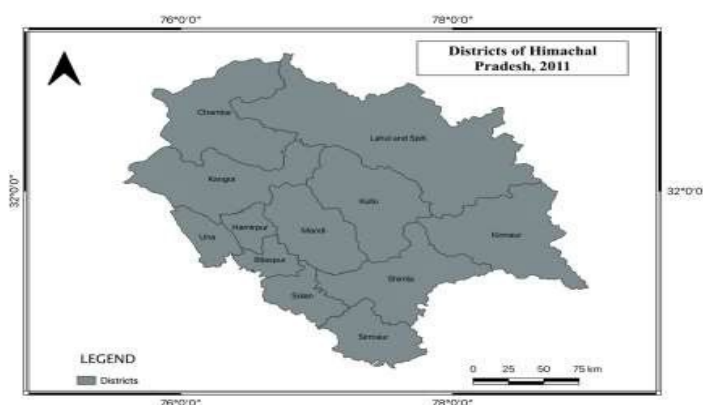 76°0'0" 78°0'0"
Districts of Himachal
Pradesh, 2011
Chamba
Lahul and Spiti
Kangra
32°0'0" 32°0'0"
Kullu
Hamirpur
Una
Mandi
Kinnaur
Bilaspur
Shimla
Solan
Sirmaur
LEGEND
Districts
0 25 50 75 km
76°0'0" 78°0'0"